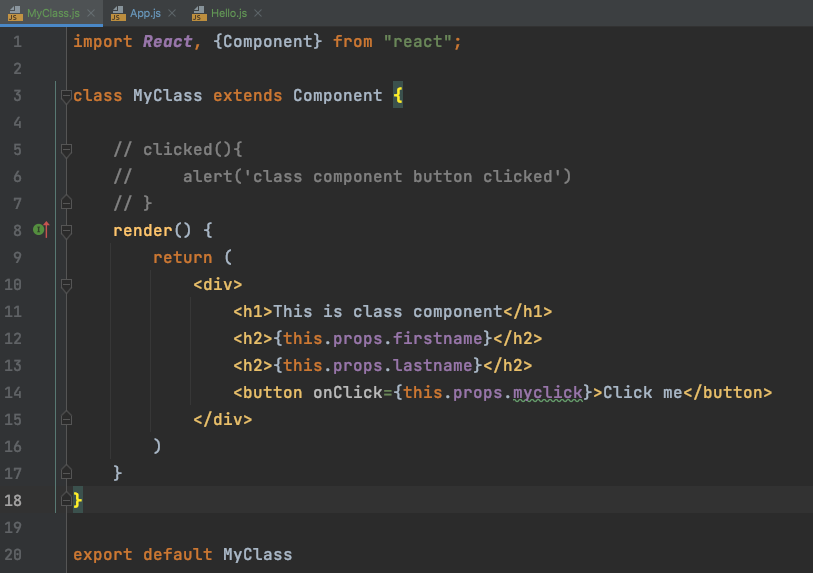 MyClass.js × App.js × Hello.js ×
1 import React, {Component} from "react";
2
3 class MyClass extends Component {
4
5 // clicked(){
6 //     alert('class component button clicked')
7 // }
8 render() {
9 return (
10 <div>
11 <h1>This is class component</h1>
12 <h2>{this.props.firstname}</h2>
13 <h2>{this.props.lastname}</h2>
14 <button onClick={this.props.myclick}>Click me</button>
15 </div>
16 )
17 }
18 }
19
20 export default MyClass